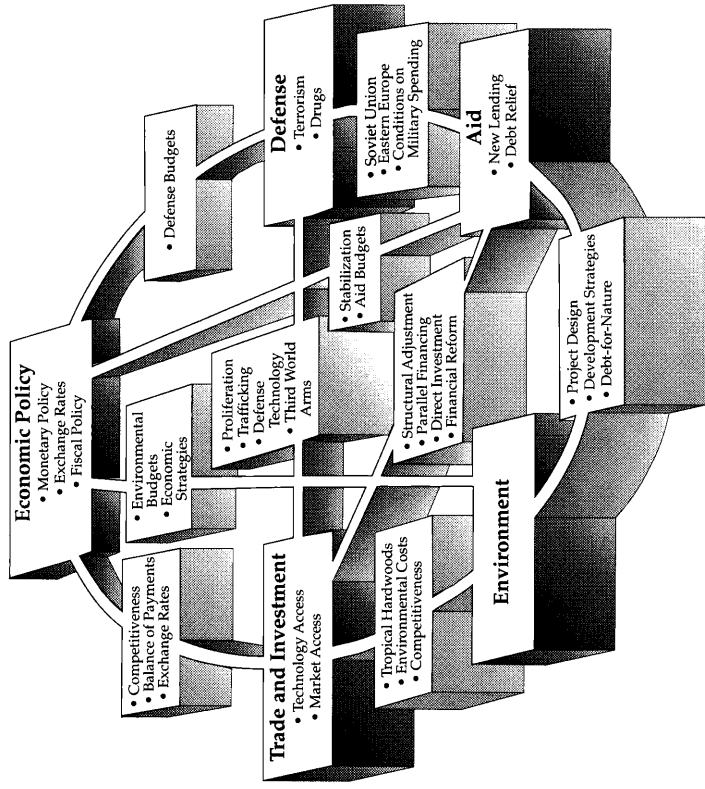 Economic Policy
• Monetary Policy
• Exchange Rates
• Fiscal Policy
• Competitiveness
• Balance of Payments
• Exchange Rates
• Environmental
Budgets
• Economic
Strategies
• Defense Budgets
Trade and Investment
• Technology Access
• Market Access
• Proliferation
• Trafficking
• Defense
Technology
• Third World
Arms
Defense
• Terrorism
• Drugs
• Stabilization
• Aid Budgets
• Soviet Union
• Eastern Europe
• Conditions on
Military Spending
• Tropical Hardwoods
• Environmental Costs
• Competitiveness
• Structural Adjustment
• Parallel Financing
• Direct Investment
• Financial Reform
Aid
• New Lending
• Debt Relief
Environment
• Project Design
• Development Strategies
• Debt-for-Nature